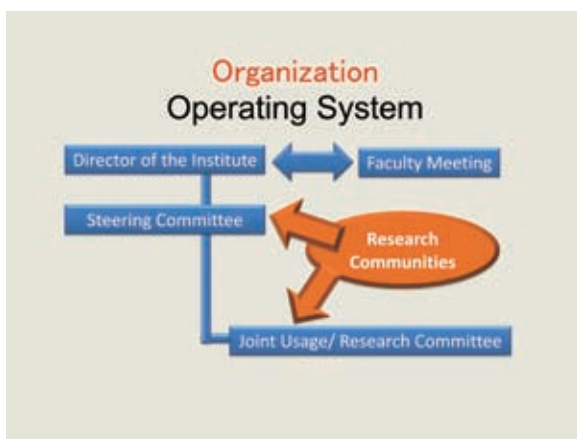 Organization
Operating System
Director of the Institute
Faculty Meeting
Steering Committee
Research
Communities
Joint Usage/ Research Committee